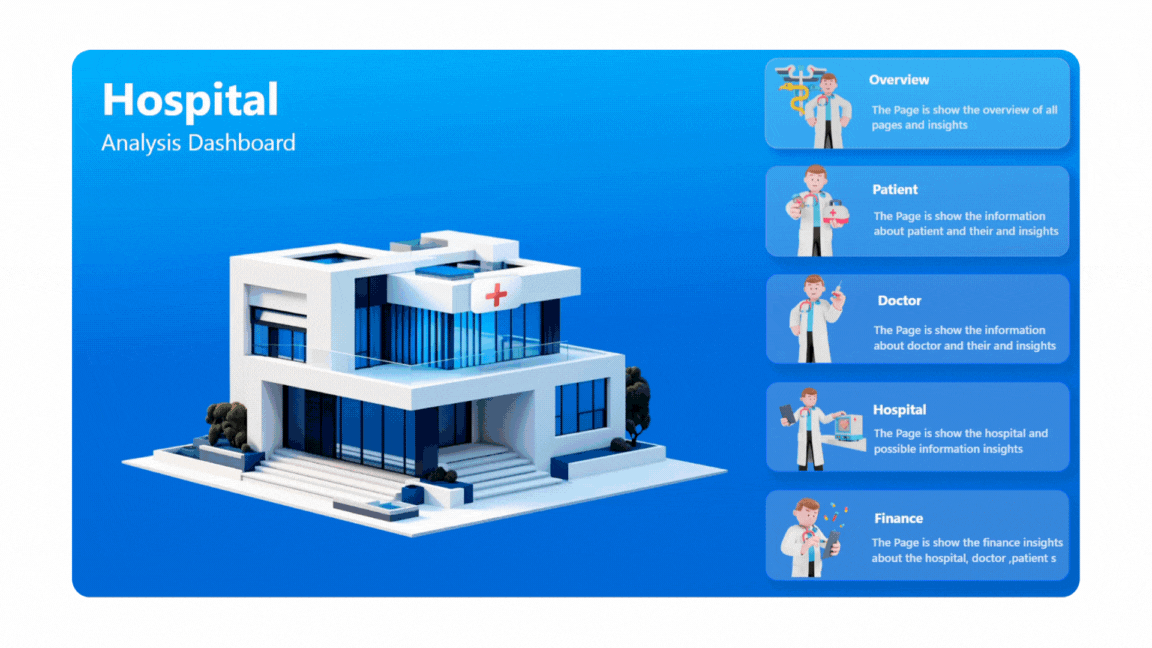 Hospital
Analysis Dashboard
Overview
The Page is show the overview of all
pages and insights
Patient
The Page is show the information
about patient and their and insights
Doctor
The Page is show the information
about doctor and their and insights
Hospital
The Page is show the hospital and
possible information insights
Finance
The Page is show the finance insights
about the hospital, doctor ,patient s